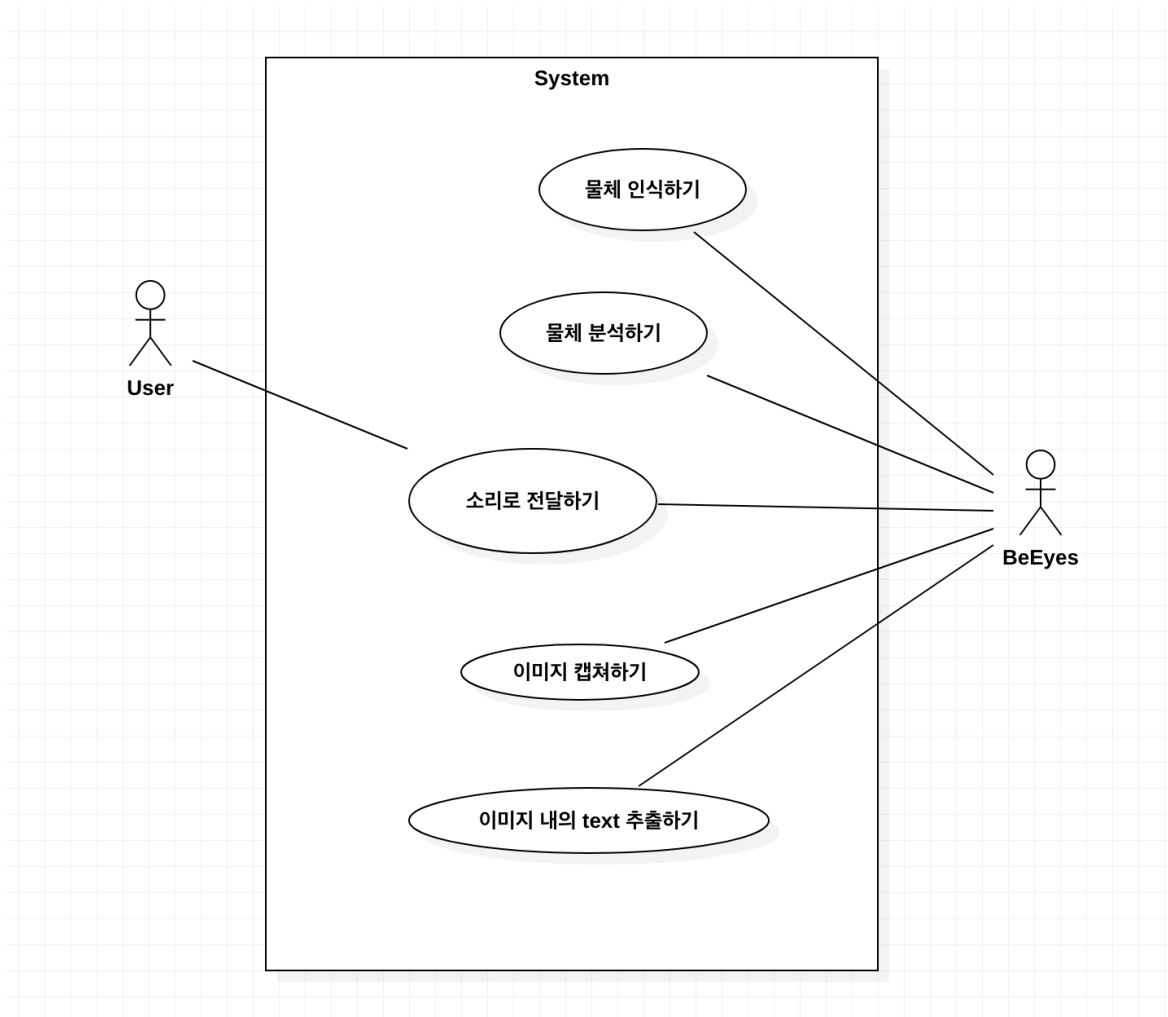 System
물체 인식하기
물체 분석하기
User
소리로 전달하기
BeEyes
이미지 캡쳐하기
이미지 내의 text 추출하기